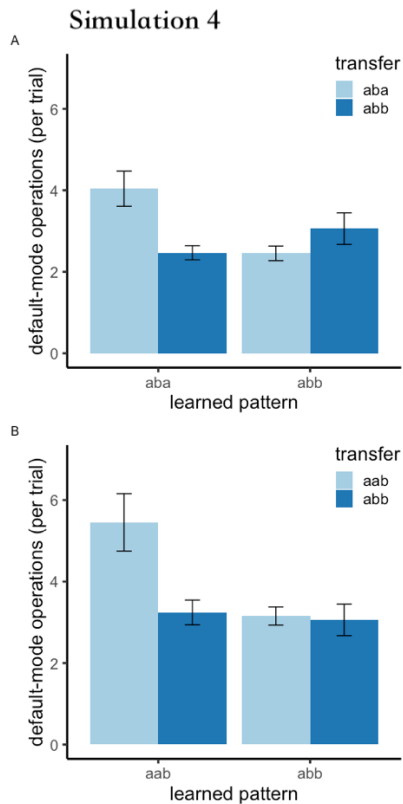 Simulation 4
A
default-mode operations (per trial)
6
4
2
0
transfer
aba
abb
aba abb
learned pattern
B
default-mode operations (per trial)
6
4
2
0
transfer
aab
abb
aab abb
learned pattern